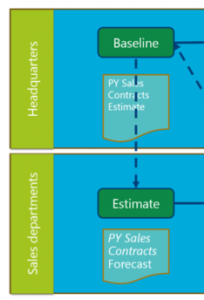 Headquarters
Baseline
PY Sales
Contracts
Estimate
Sales departments
Estimate
PY Sales
Contracts
Forecast